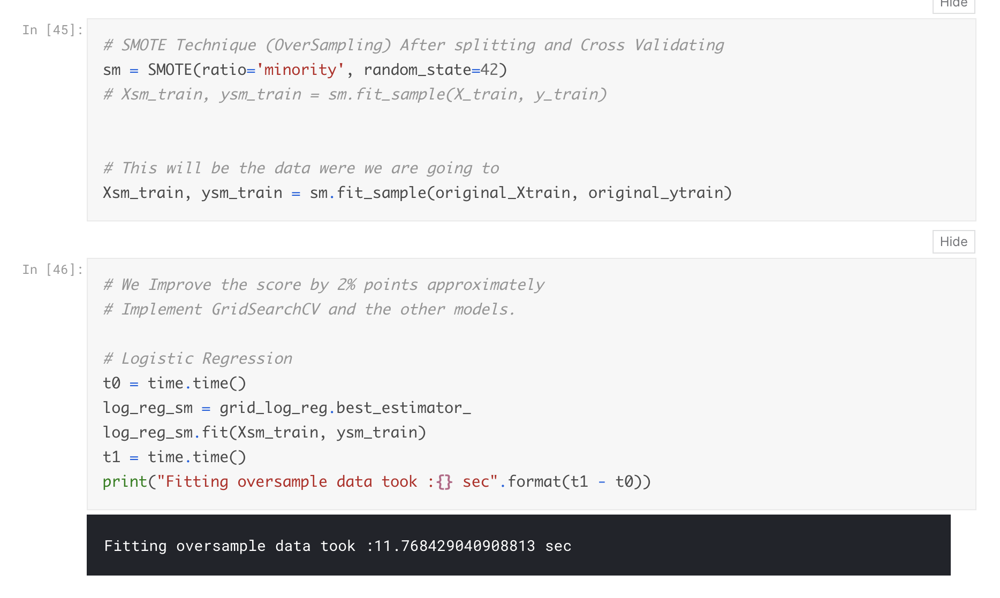 Hide
In [45]:
# SMOTE Technique (OverSampling) After splitting and Cross Validating
sm = SMOTE(ratio='minority', random_state=42)
# Xsm_train, ysm_train = sm.fit_sample(X_train, y_train)
# This will be the data were we are going to
Xsm_train, ysm_train = sm.fit_sample(original_Xtrain, original_ytrain)
Hide
In [46]:
# We Improve the score by 2% points approximately
# Implement GridSearchCV and the other models.
# Logistic Regression
t0 = time.time()
log_reg_sm = grid_log_reg.best_estimator_
log_reg_sm.fit(Xsm_train, ysm_train)
t1 = time.time()
print("Fitting oversample data took :{} sec".format(t1 - t0))
Fitting oversample data took :11.768429040908813 sec